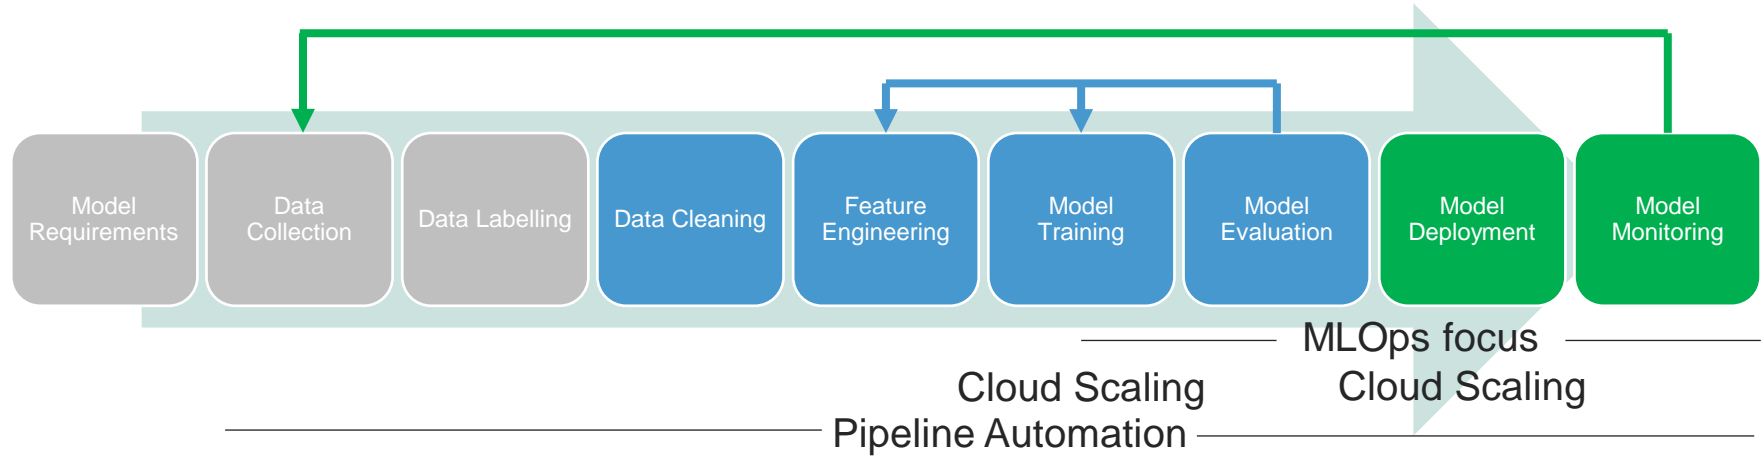 Model
Requirements
Data
Collection
Data Labelling
Data Cleaning
Feature
Engineering
Model
Training
Model
Evaluation
Model
Deployment
Model
Monitoring
MLOps focus
Cloud Scaling
Cloud Scaling
Pipeline Automation